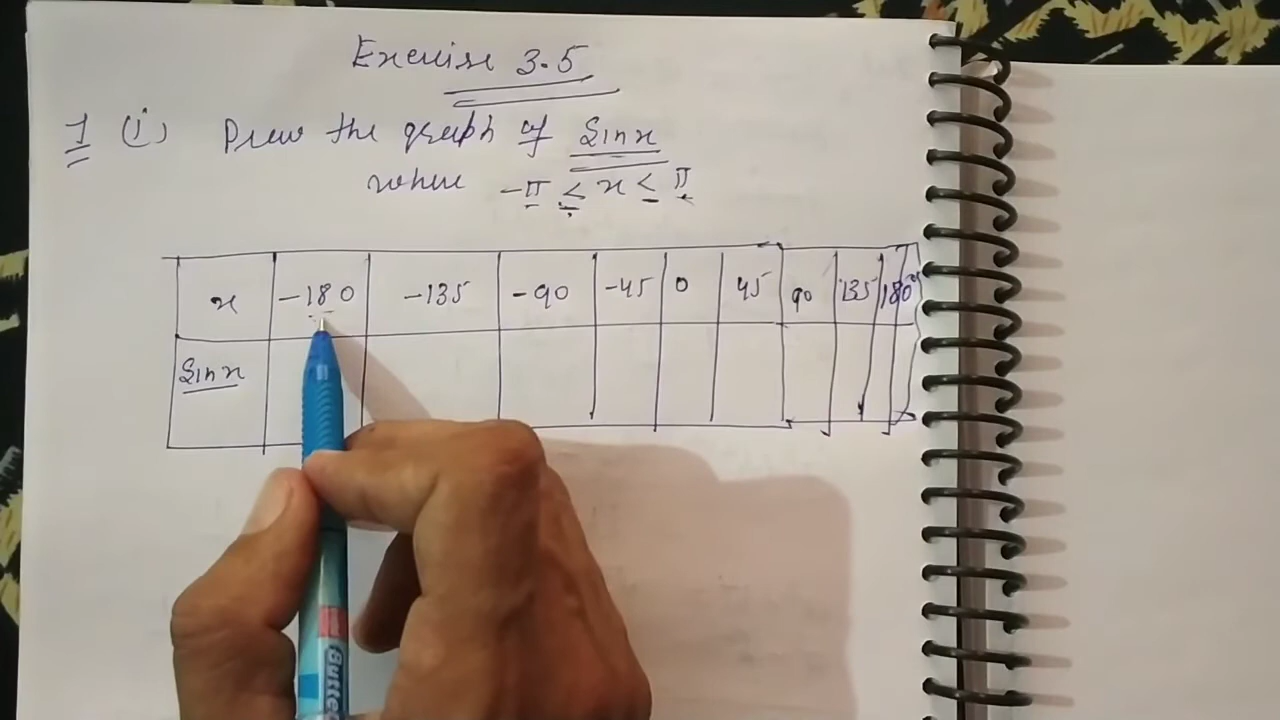 Exercise 3.5
1 (i) Draw the graph of Sinx
where -π ≤ x ≤ π
x -180 -135 -90 -45 0 45 90 135 180
Sinx
Butte